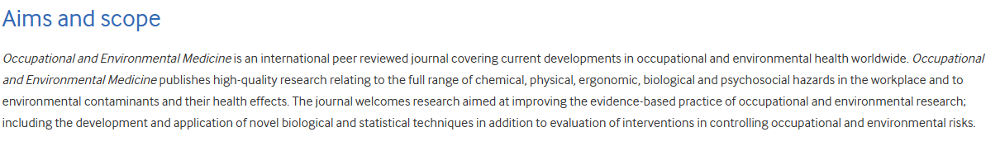 Aims and scope
Occupational and Environmental Medicine is an international peer reviewed journal covering current developments in occupational and environmental health worldwide. Occupational
and Environmental Medicine publishes high-quality research relating to the full range of chemical, physical, ergonomic, biological and psychosocial hazards in the workplace and to
environmental contaminants and their health effects. The journal welcomes research aimed at improving the evidence-based practice of occupational and environmental research;
including the development and application of novel biological and statistical techniques in addition to evaluation of interventions in controlling occupational and environmental risks.